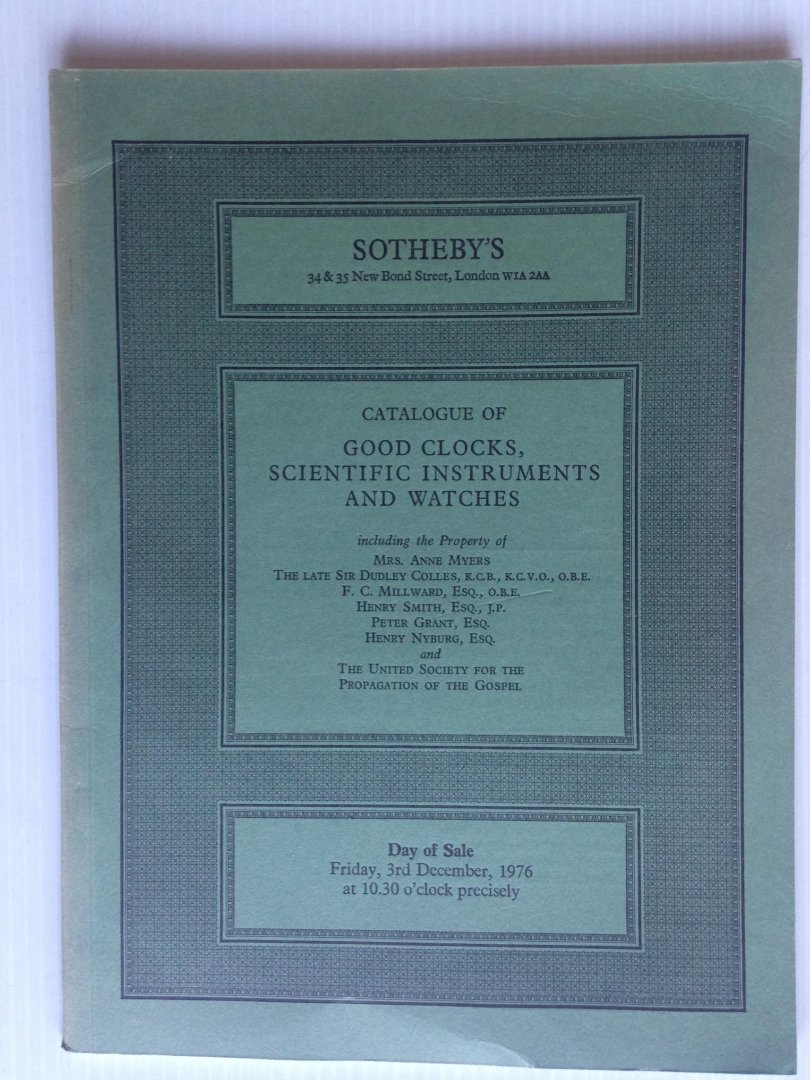 SOTHEBY'S
34 & 35 New Bond Street, London W1A 2AA
CATALOGUE OF
GOOD CLOCKS,
SCIENTIFIC INSTRUMENTS
AND WATCHES
including the Property of
MRS. ANNE MYERS
THE LATE SIR DUDLEY COLLES, K.C.B., K.C.V.O., O.B.E.
F. C. MILLWARD, ESQ., O.B.E.
HENRY SMITH, ESQ., J.P.
PETER GRANT, ESQ.
HENRY NYBURG, ESQ.
and
THE UNITED SOCIETY FOR THE
PROPAGATION OF THE GOSPEL
Day of Sale
Friday, 3rd December, 1976
at 10.30 o'clock precisely